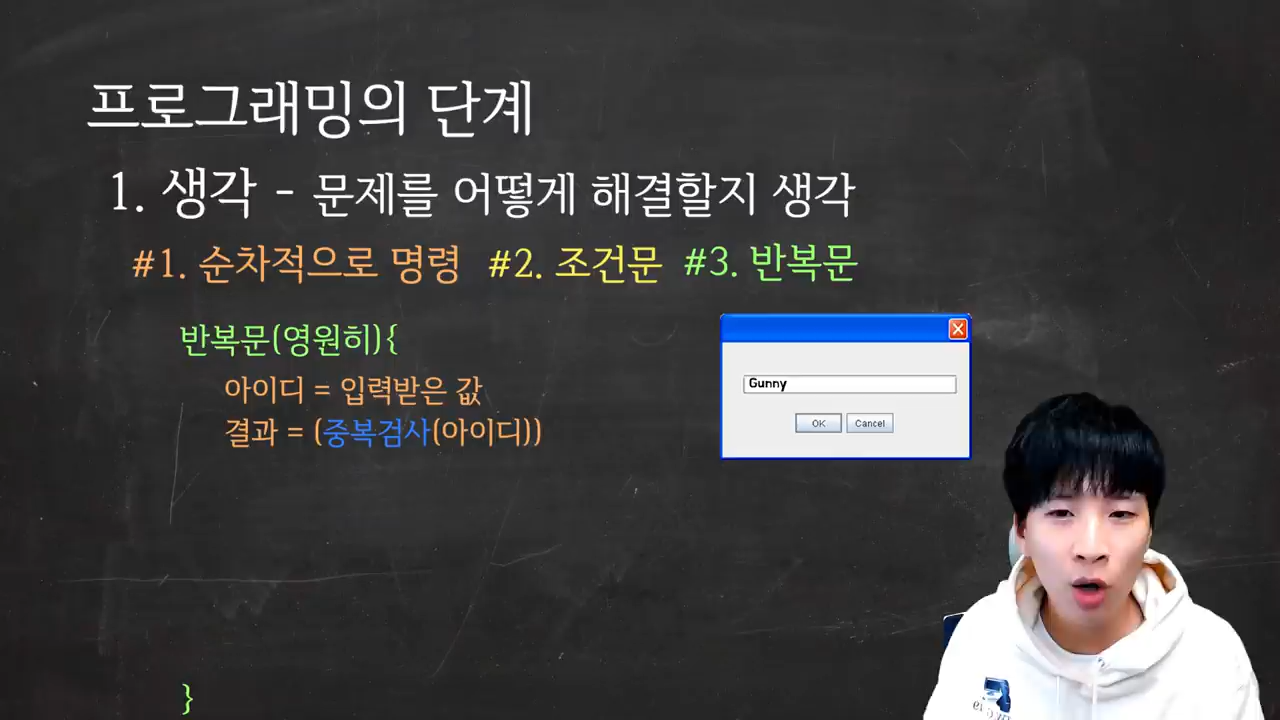 프로그래밍의 단계
1. 생각 - 문제를 어떻게 해결할지 생각
#1. 순차적으로 명령 #2. 조건문 #3. 반복문
반복문(영원히){
아이디 = 입력받은 값
결과 = (중복검사(아이디))
}
Gunny
OK Cancel